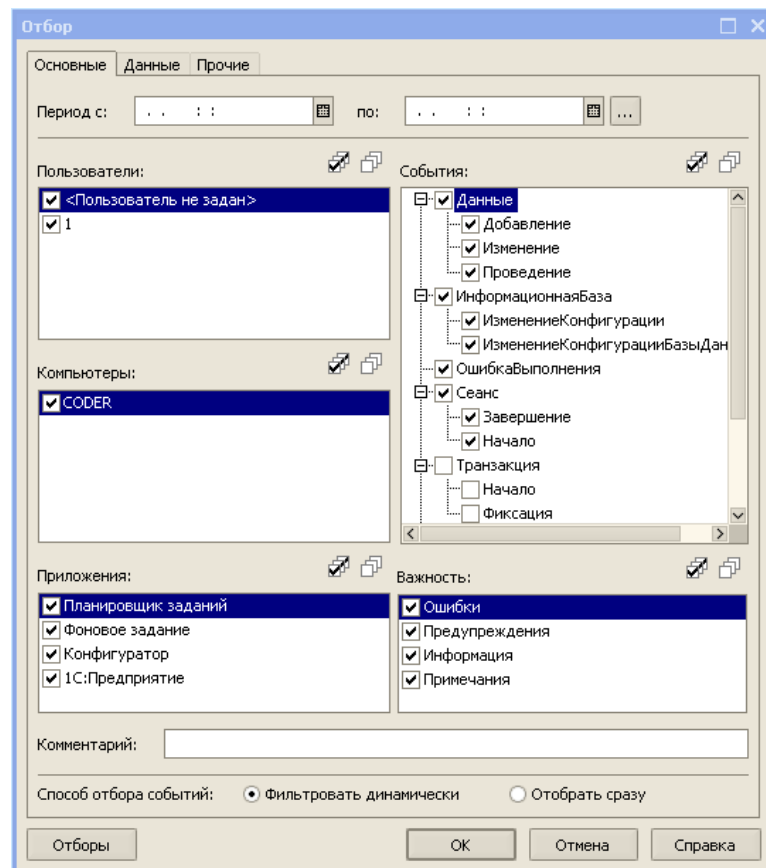 Отбор
Основные Данные Прочие
Период с: . . : : по: . . : : ...
Пользователи:
<Пользователь не задан>
1
События:
Данные
Добавление
Изменение
Проведение
ИнформационнаяБаза
ИзменениеКонфигурации
ИзменениеКонфигурацииБазыДан
ОшибкаВыполнения
Сеанс
Завершение
Начало
Транзакция
Начало
Фиксация
Компьютеры:
CODER
Приложения:
Планировщик заданий
Фоновое задание
Конфигуратор
1С:Предприятие
Важность:
Ошибки
Предупреждения
Информация
Примечания
Комментарий:
Способ отбора событий: Фильтровать динамически Отобрать сразу
Отборы OK Отмена Справка